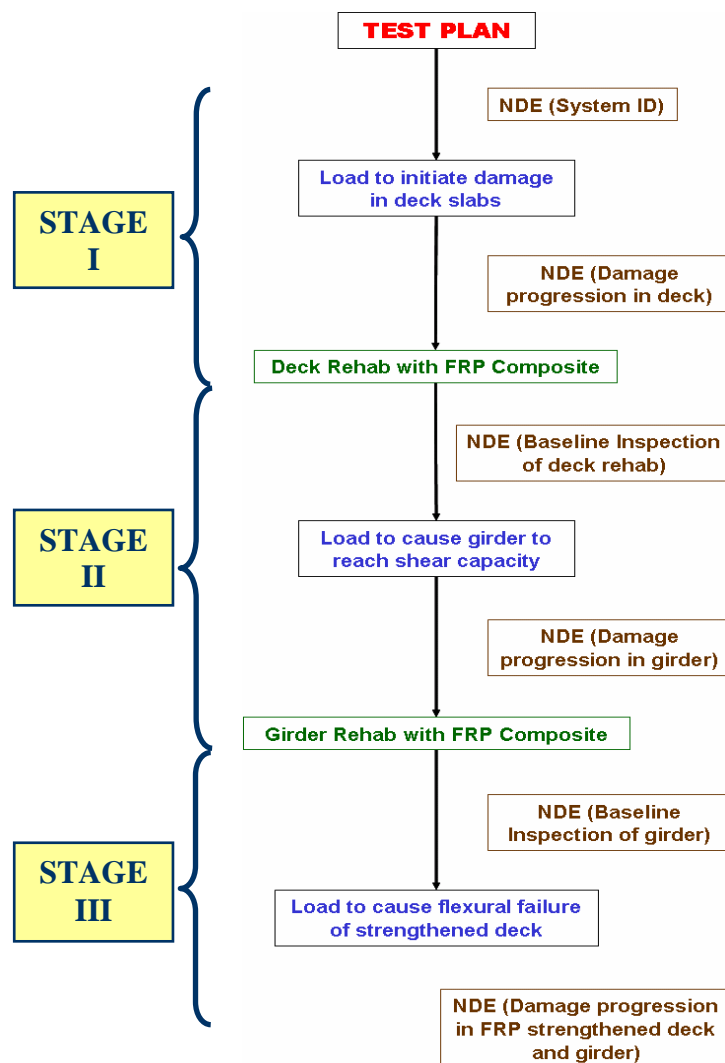 TEST PLAN
NDE (System ID)
Load to initiate damage
in deck slabs
STAGE
I
NDE (Damage
progression in deck)
Deck Rehab with FRP Composite
NDE (Baseline Inspection
of deck rehab)
STAGE
II
Load to cause girder to
reach shear capacity
NDE (Damage
progression in girder)
Girder Rehab with FRP Composite
NDE (Baseline
Inspection of girder)
STAGE
III
Load to cause flexural failure
of strengthened deck
NDE (Damage progression
in FRP strengthened deck
and girder)